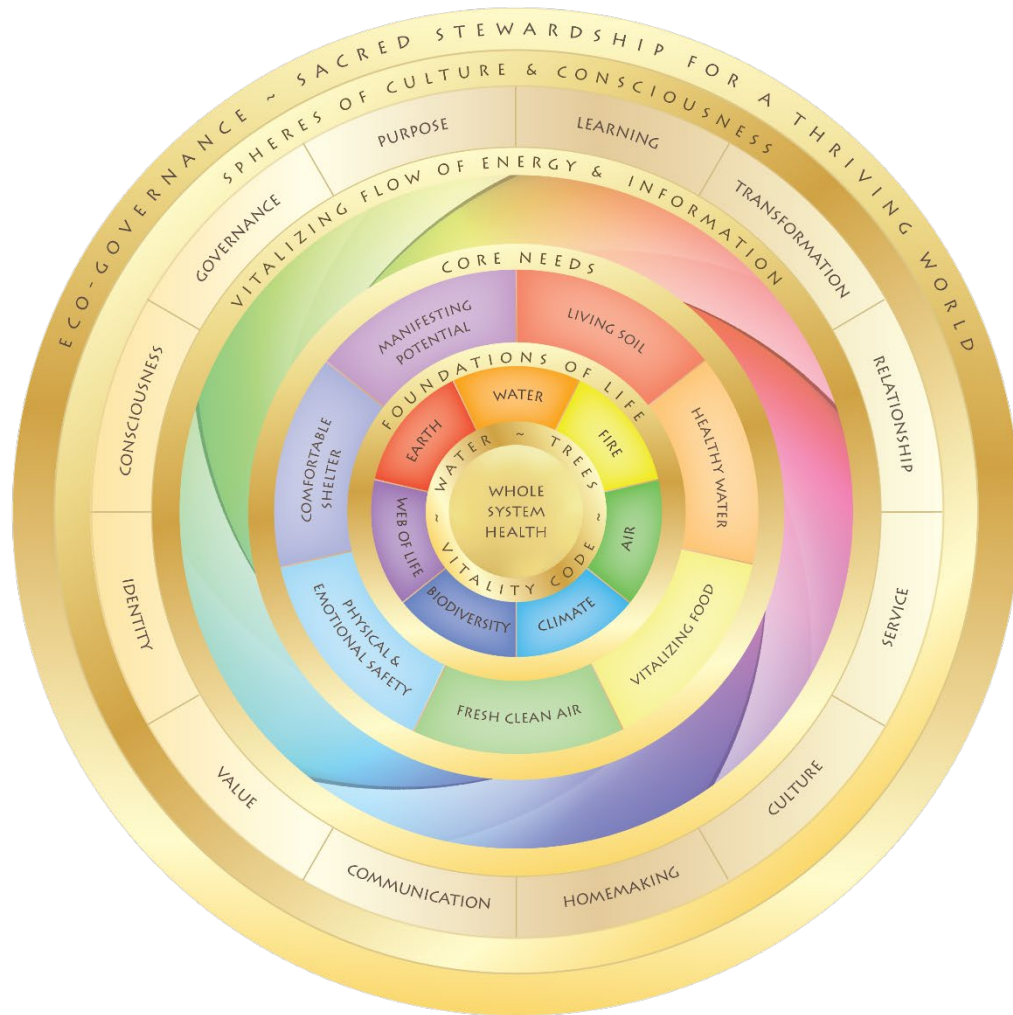 ECO-GOVERNANCE ~ SACRED STEWARDSHIP FOR A THRIVING WORLD
SPHERES OF CULTURE & CONSCIOUSNESS
PURPOSE
LEARNING
TRANSFORMATION
RELATIONSHIP
SERVICE
CULTURE
HOMEMAKING
COMMUNICATION
VALUE
IDENTITY
CONSCIOUSNESS
GOVERNANCE
VITALIZING FLOW OF ENERGY & INFORMATION
CORE NEEDS
LIVING SOIL
HEALTHY WATER
VITALIZING FOOD
FRESH CLEAN AIR
PHYSICAL &
EMOTIONAL SAFETY
COMFORTABLE
SHELTER
MANIFESTING
POTENTIAL
FOUNDATIONS OF LIFE
WATER
FIRE
AIR
CLIMATE
BIODIVERSITY
WEB OF LIFE
EARTH
~ WATER ~ TREES ~
VITALITY CODE
WHOLE
SYSTEM
HEALTH